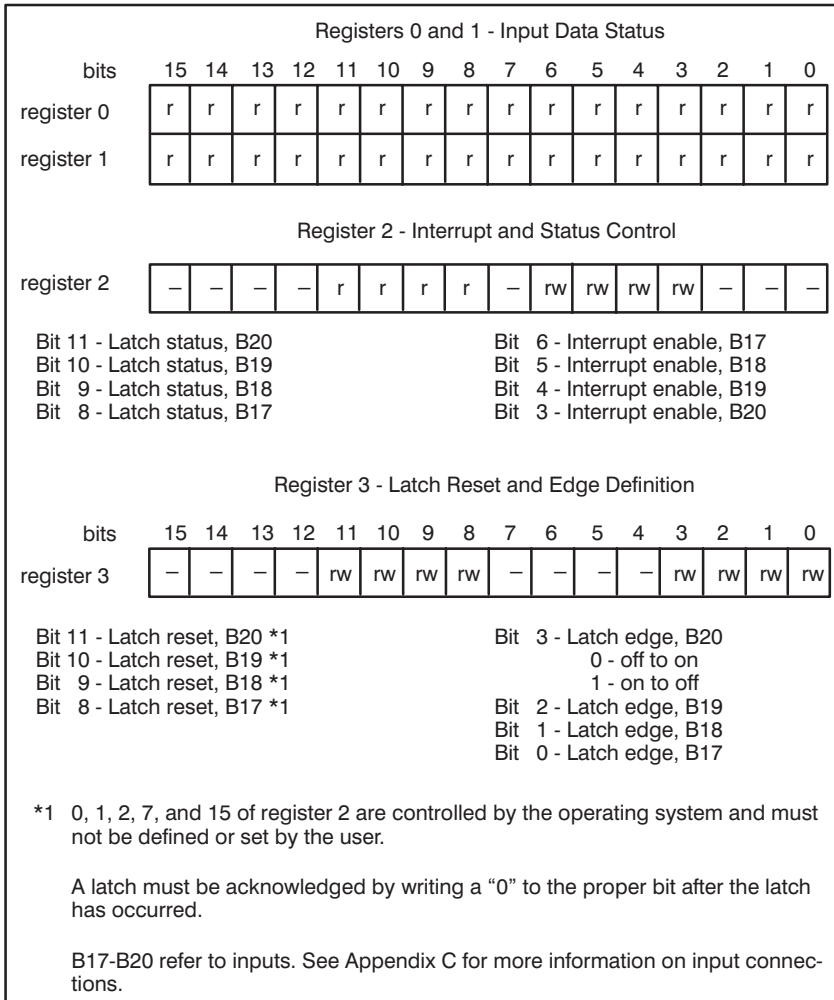 Registers 0 and 1 - Input Data Status
bits 15 14 13 12 11 10 9 8 7 6 5 4 3 2 1 0
register 0 r r r r r r r r r r r r r r r r
register 1 r r r r r r r r r r r r r r r r
Register 2 - Interrupt and Status Control
register 2 – – – – r r r r – rw rw rw rw – – –
Bit 11 - Latch status, B20
Bit 10 - Latch status, B19
Bit 9 - Latch status, B18
Bit 8 - Latch status, B17
Bit 6 - Interrupt enable, B17
Bit 5 - Interrupt enable, B18
Bit 4 - Interrupt enable, B19
Bit 3 - Interrupt enable, B20
Register 3 - Latch Reset and Edge Definition
bits 15 14 13 12 11 10 9 8 7 6 5 4 3 2 1 0
register 3 – – – – rw rw rw rw – – – – rw rw rw rw
Bit 11 - Latch reset, B20 *1
Bit 10 - Latch reset, B19 *1
Bit 9 - Latch reset, B18 *1
Bit 8 - Latch reset, B17 *1
Bit 3 - Latch edge, B20
0 - off to on
1 - on to off
Bit 2 - Latch edge, B19
Bit 1 - Latch edge, B18
Bit 0 - Latch edge, B17
*1 0, 1, 2, 7, and 15 of register 2 are controlled by the operating system and must
not be defined or set by the user.
A latch must be acknowledged by writing a “0” to the proper bit after the latch
has occurred.
B17-B20 refer to inputs. See Appendix C for more information on input connec-
tions.